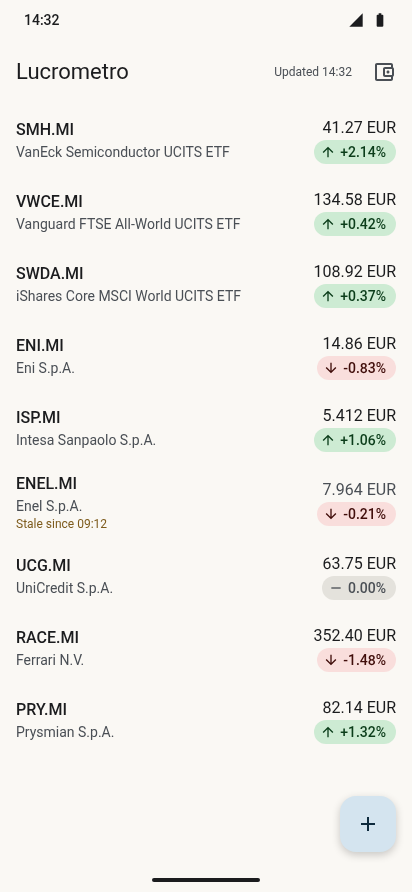 14:32
Lucrometro
Updated 14:32
SMH.MI
41.27 EUR
VanEck Semiconductor UCITS ETF
+2.14%
VWCE.MI
134.58 EUR
Vanguard FTSE All-World UCITS ETF
+0.42%
SWDA.MI
108.92 EUR
iShares Core MSCI World UCITS ETF
+0.37%
ENI.MI
14.86 EUR
Eni S.p.A.
-0.83%
ISP.MI
5.412 EUR
Intesa Sanpaolo S.p.A.
+1.06%
ENEL.MI
7.964 EUR
Enel S.p.A.
-0.21%
Stale since 09:12
UCG.MI
63.75 EUR
UniCredit S.p.A.
0.00%
RACE.MI
352.40 EUR
Ferrari N.V.
-1.48%
PRY.MI
82.14 EUR
Prysmian S.p.A.
+1.32%